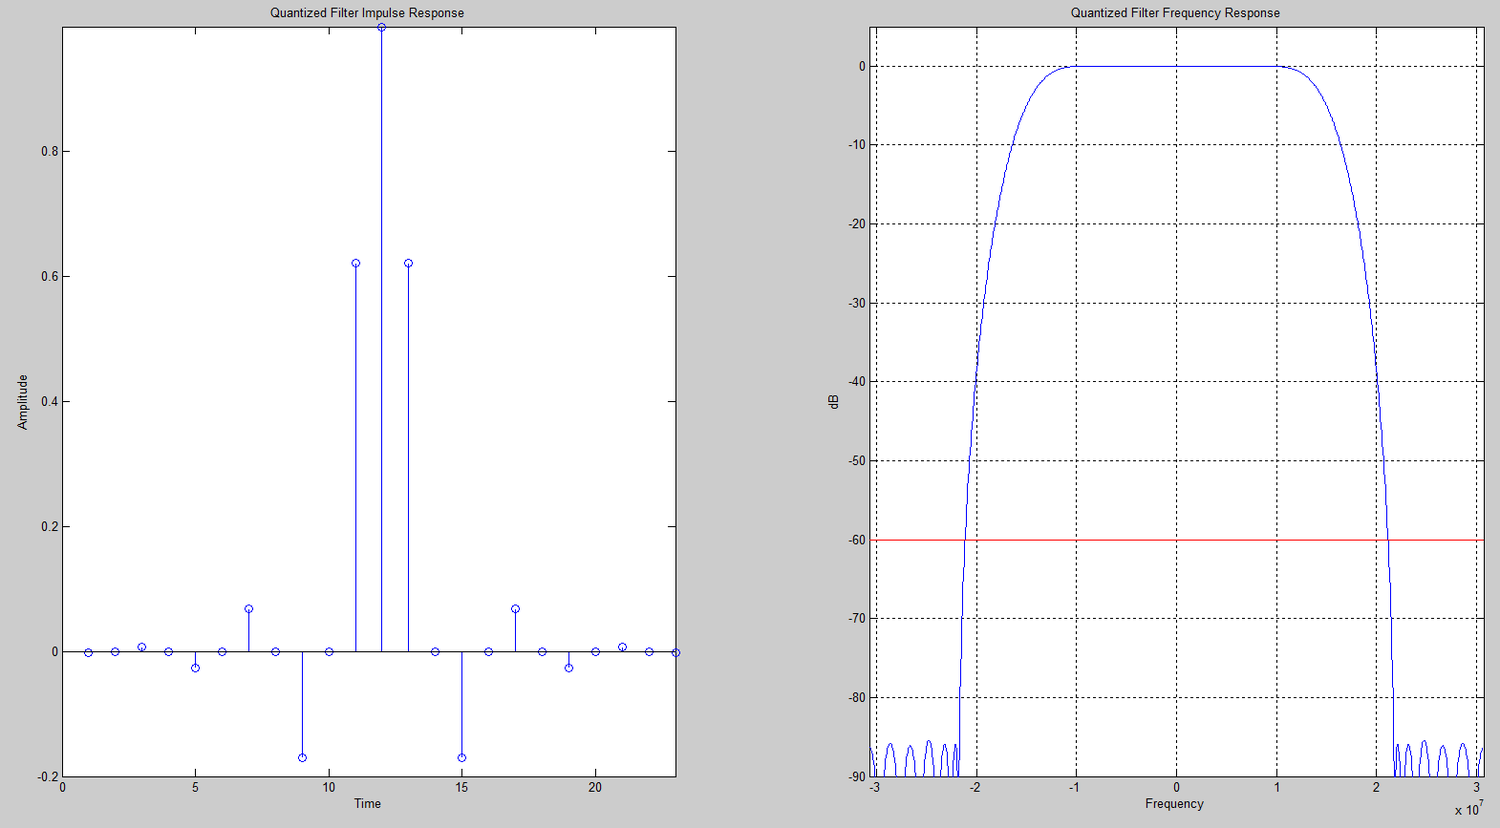 Quantized Filter Impulse Response
0.8
0.6
0.4
0.2
0
-0.2
Amplitude
0 5 10 15 20
Time
Quantized Filter Frequency Response
0
-10
-20
-30
-40
-50
-60
-70
-80
-90
dB
-3 -2 -1 0 1 2 3
Frequency
x 10^7